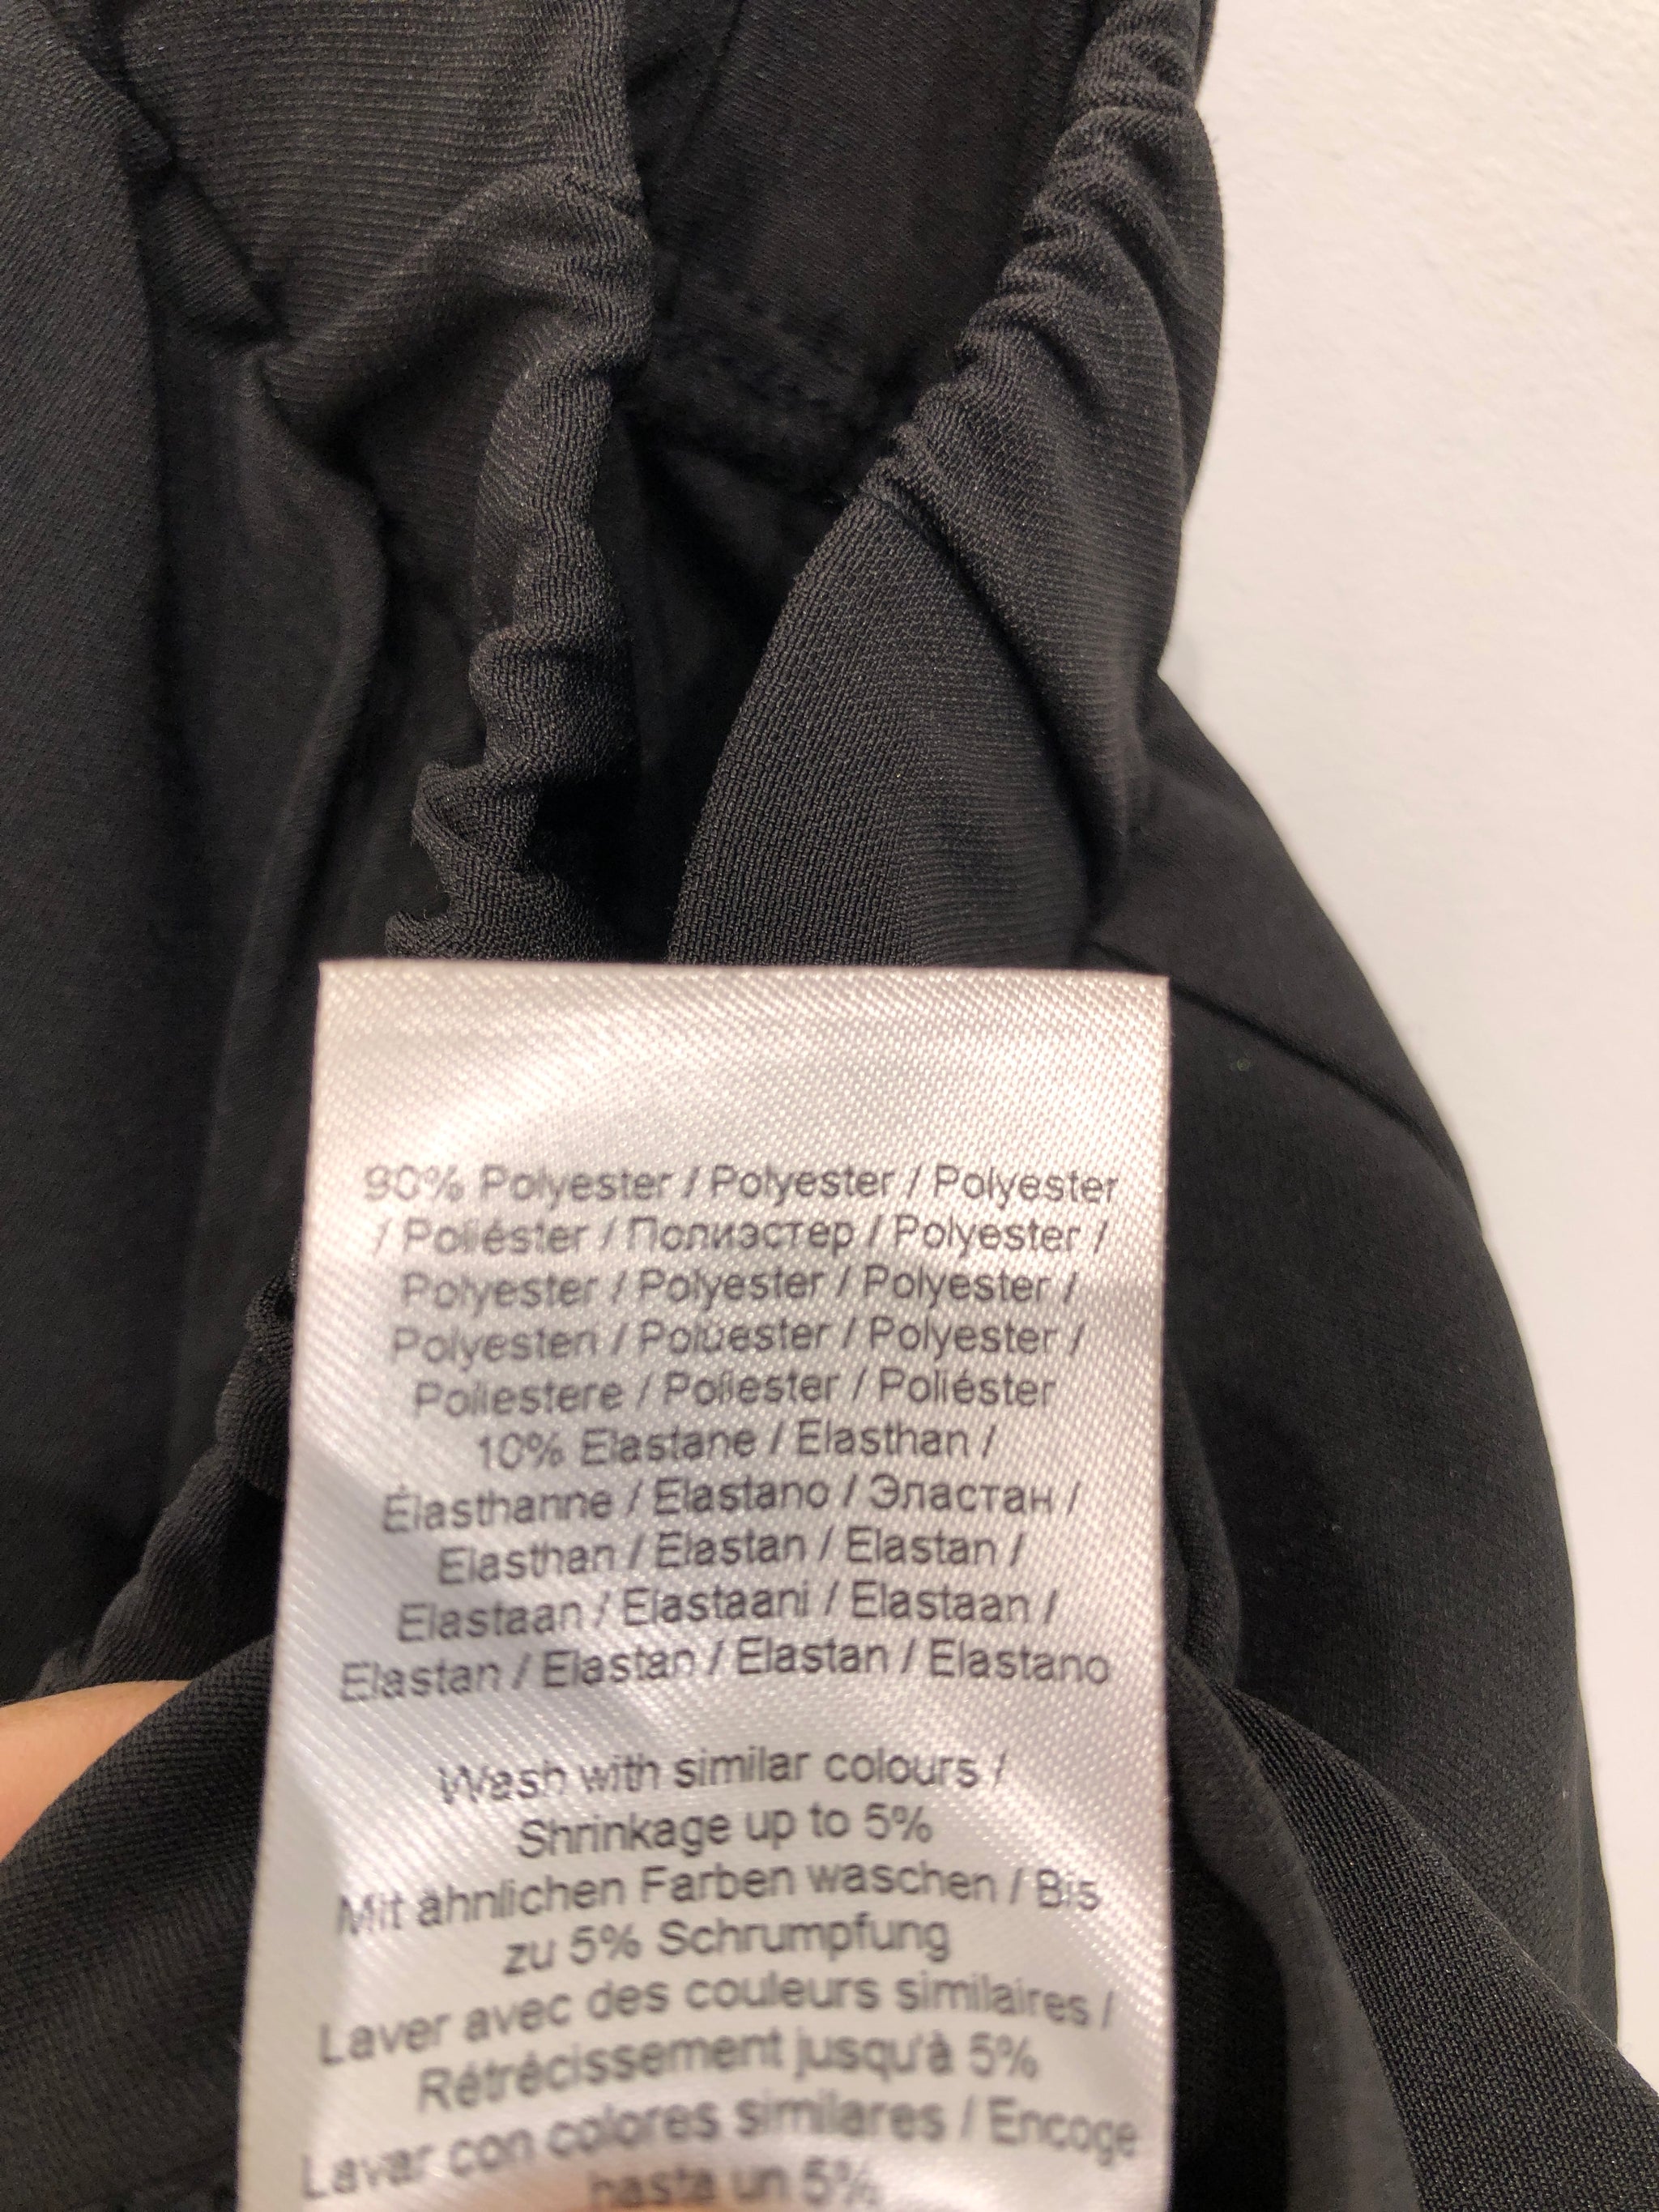 90% Polyester / Polyester / Polyester
/ Poliéster / Полиэстер / Polyester /
Polyester / Polyester / Polyester /
Polyesteri / Poluester / Polyester /
Poliestere / Poliester / Poliéster
10% Elastane / Elasthan /
Élasthanne / Elastano / Эластан /
Elasthan / Elastan / Elastan /
Elastaan / Elastaani / Elastaan /
Elastan / Elastan / Elastan / Elastano
Wash with similar colours /
Shrinkage up to 5%
Mit ähnlichen Farben waschen / Bis
zu 5% Schrumpfung
Laver avec des couleurs similaires /
Rétrécissement jusqu'à 5%
Lavar con colores similares / Encoge
hasta un 5%